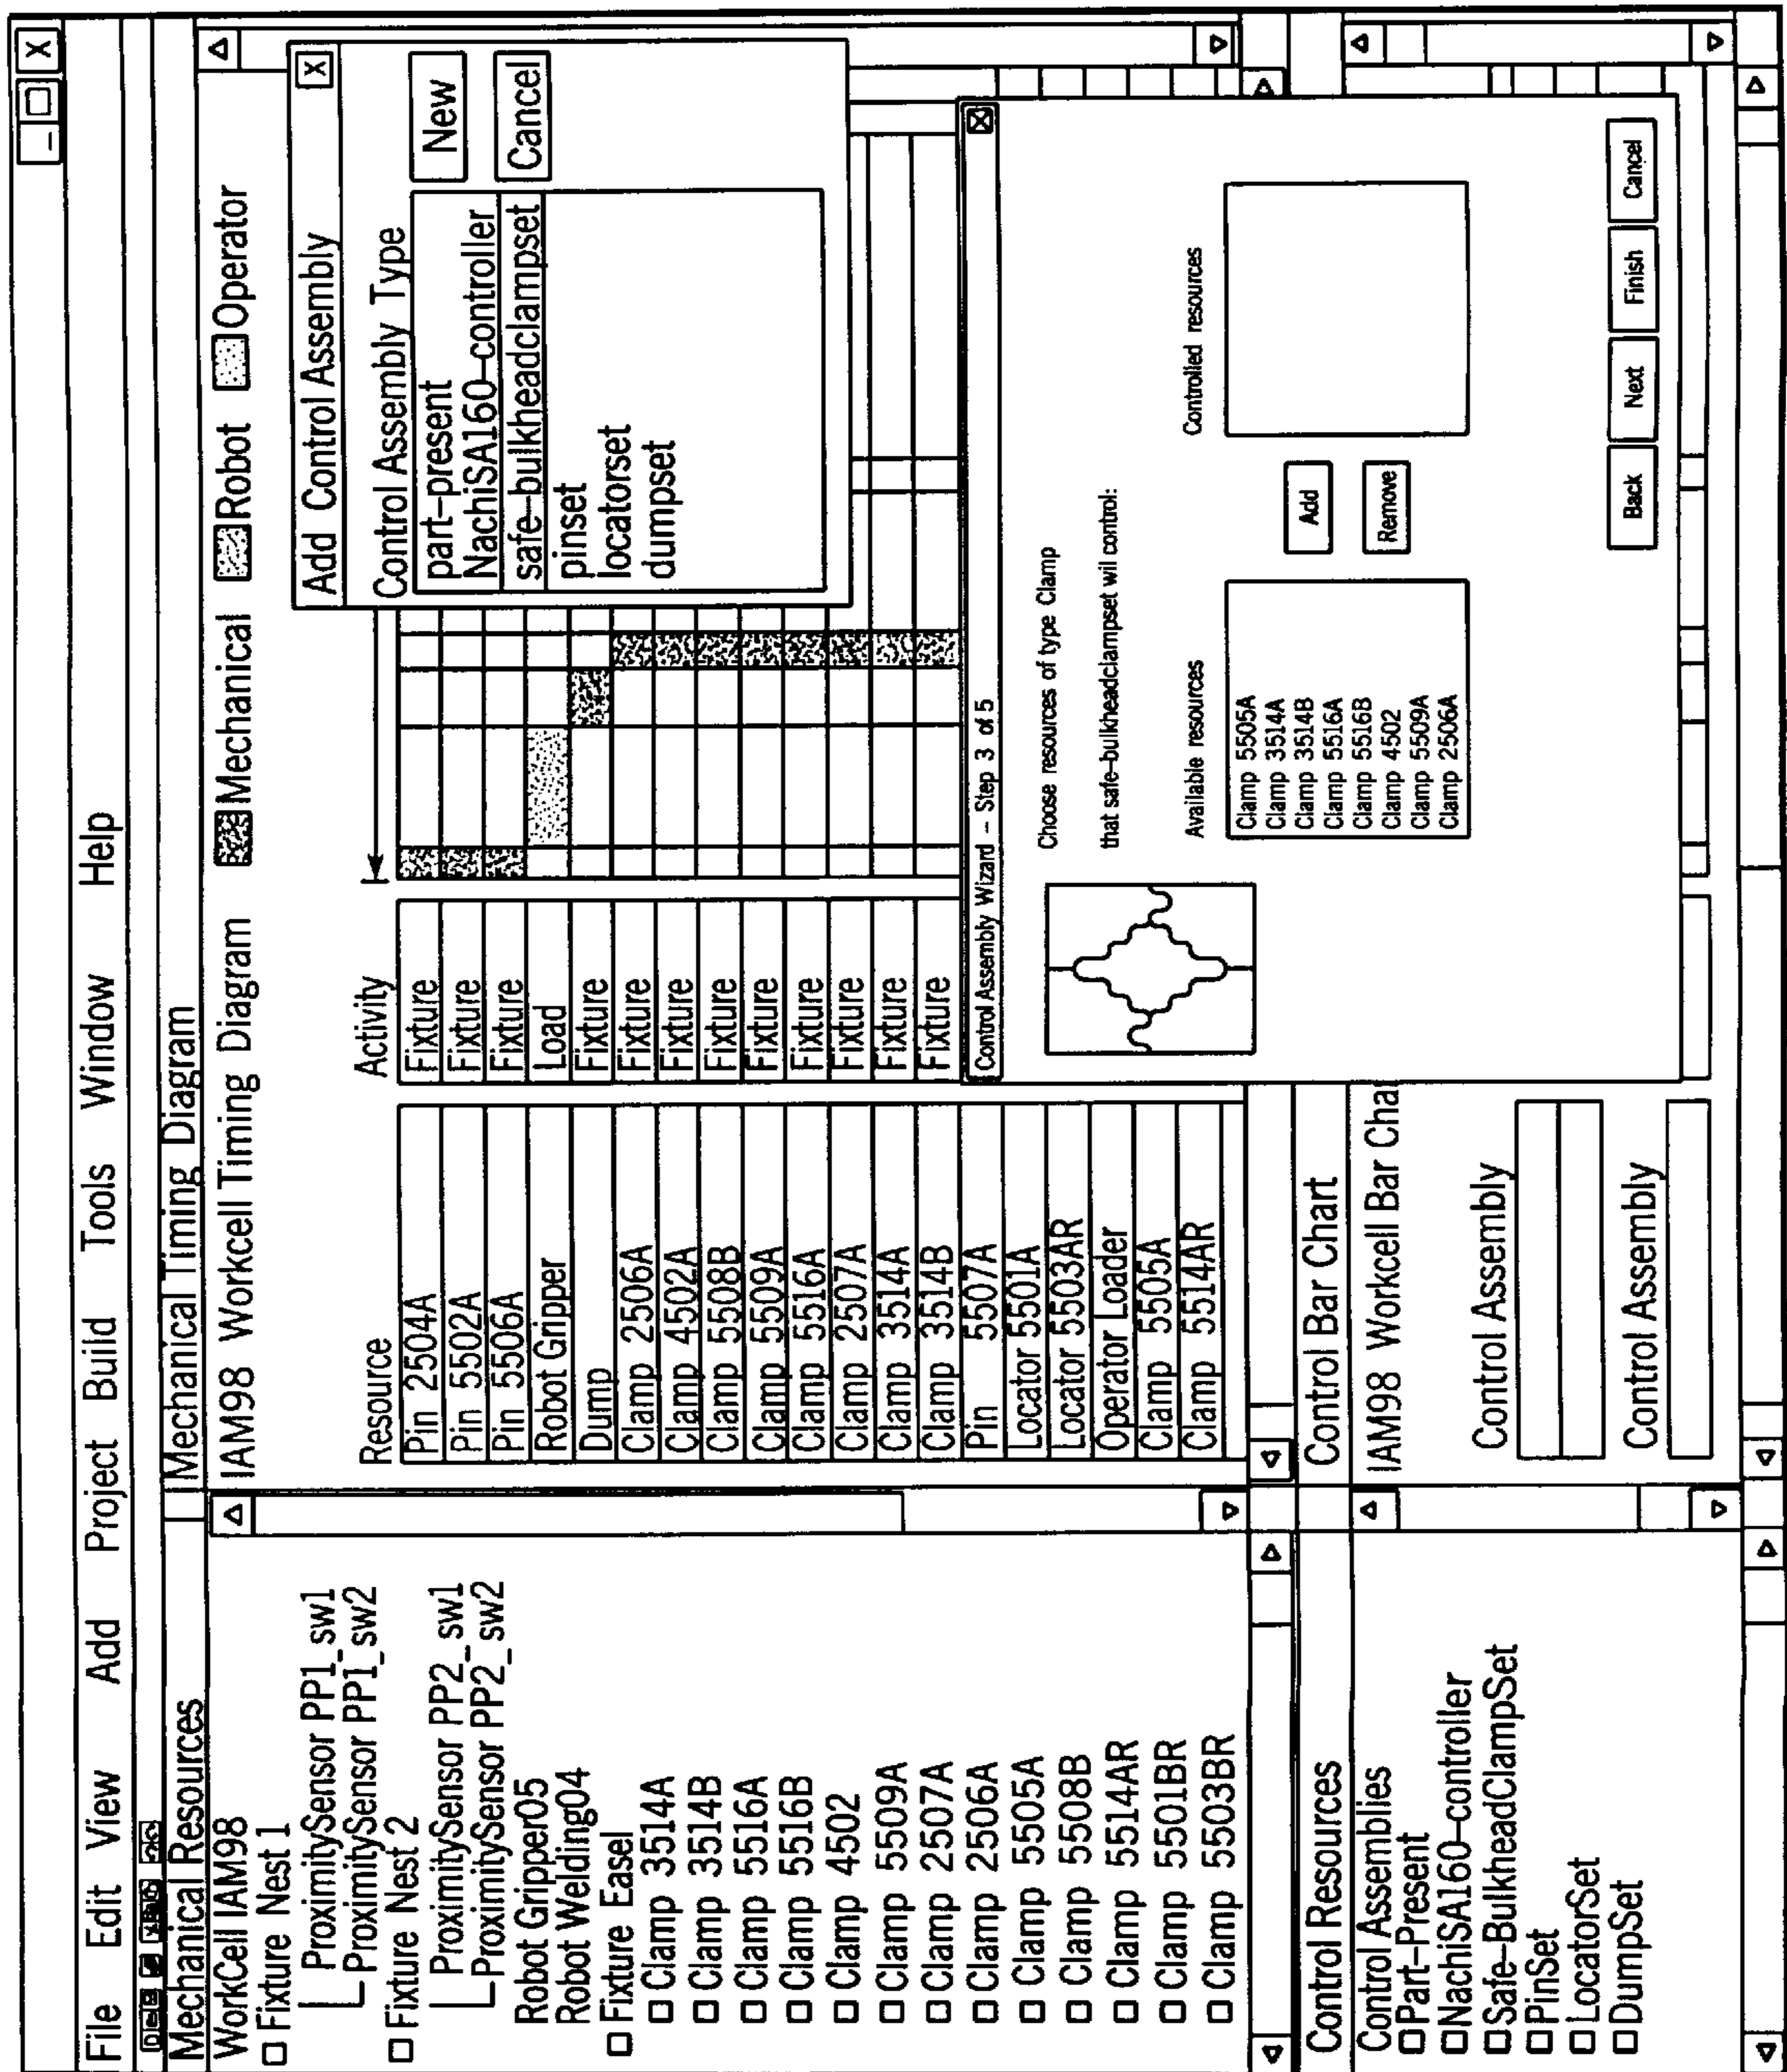 File Edit View Add Project Build Tools Window Help
Mechanical Resources
WorkCell IAM98
Fixture Nest 1
ProximitySensor PP1_sw1
ProximitySensor PP1_sw2
Fixture Nest 2
ProximitySensor PP2_sw1
ProximitySensor PP2_sw2
Robot Gripper05
Robot Welding04
Fixture Easel
Clamp 3514A
Clamp 3514B
Clamp 5516A
Clamp 5516B
Clamp 4502
Clamp 5509A
Clamp 2507A
Clamp 2506A
Clamp 5505A
Clamp 5508B
Clamp 5514AR
Clamp 5501BR
Clamp 5503BR
Mechanical Timing Diagram
IAM98 Workcell Timing Diagram Mechanical Robot Operator
Resource Activity
Pin 2504A Fixture
Pin 5502A Fixture
Pin 5506A Fixture
Robot Gripper Load
Dump Fixture
Clamp 2506A Fixture
Clamp 4502A Fixture
Clamp 5508B Fixture
Clamp 5509A Fixture
Clamp 5516A Fixture
Clamp 2507A Fixture
Clamp 3514A Fixture
Clamp 3514B Fixture
Pin 5507A
Locator 5501A
Locator 5503AR
Operator Loader
Clamp 5505A
Clamp 5514AR
Add Control Assembly X
Control Assembly Type
part-present
NachiSA160-controller
safe-bulkheadclampset
pinset
locatorset
dumpset
New
Cancel
Control Assembly Wizard - Step 3 of 5
Choose resources of type Clamp
that safe-bulkheadclampset wil control:
Available resources
Clamp 5505A
Clamp 3514A
Clamp 3514B
Clamp 5516A
Clamp 5516B
Clamp 4502
Clamp 5509A
Clamp 2506A
Add
Remove
Controlled resources
Back Next Finish Cancel
Control Resources
Control Assemblies
Part-Present
NachiSA160-controller
Safe-BulkheadClampSet
PinSet
LocatorSet
DumpSet
Control Bar Chart
IAM98 Workcell Bar Cha
Control Assembly
Control Assembly